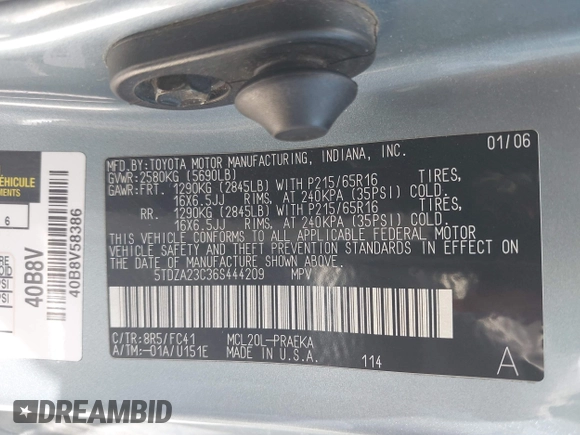 MFD.BY:TOYOTA MOTOR MANUFACTURING, INDIANA, INC. 01/06
GVWR:2580KG (5690LB)
GAWR:FRT. 1290KG (2845LB) WITH P215/65R16 TIRES,
16X6.5JJ RIMS, AT 240KPA (35PSI) COLD.
RR. 1290KG (2845LB) WITH P215/65R16 TIRES,
16X6.5JJ RIMS, AT 240KPA (35PSI) COLD.
THIS VEHICLE CONFORMS TO ALL APPLICABLE FEDERAL MOTOR
VEHICLE SAFETY AND THEFT PREVENTION STANDARDS IN EFFECT ON
THE DATE OF MANUFACTURE SHOWN ABOVE.
5TDZA23C36S444209 MPV
C/TR:8R5/FC41 MCL20L-PRAEKA
A/TM:-01A/U151E MADE IN U.S.A.
114
A
VÉHICULE
6
40B8V
40B8V58386
DREAMBID
dreambid.com